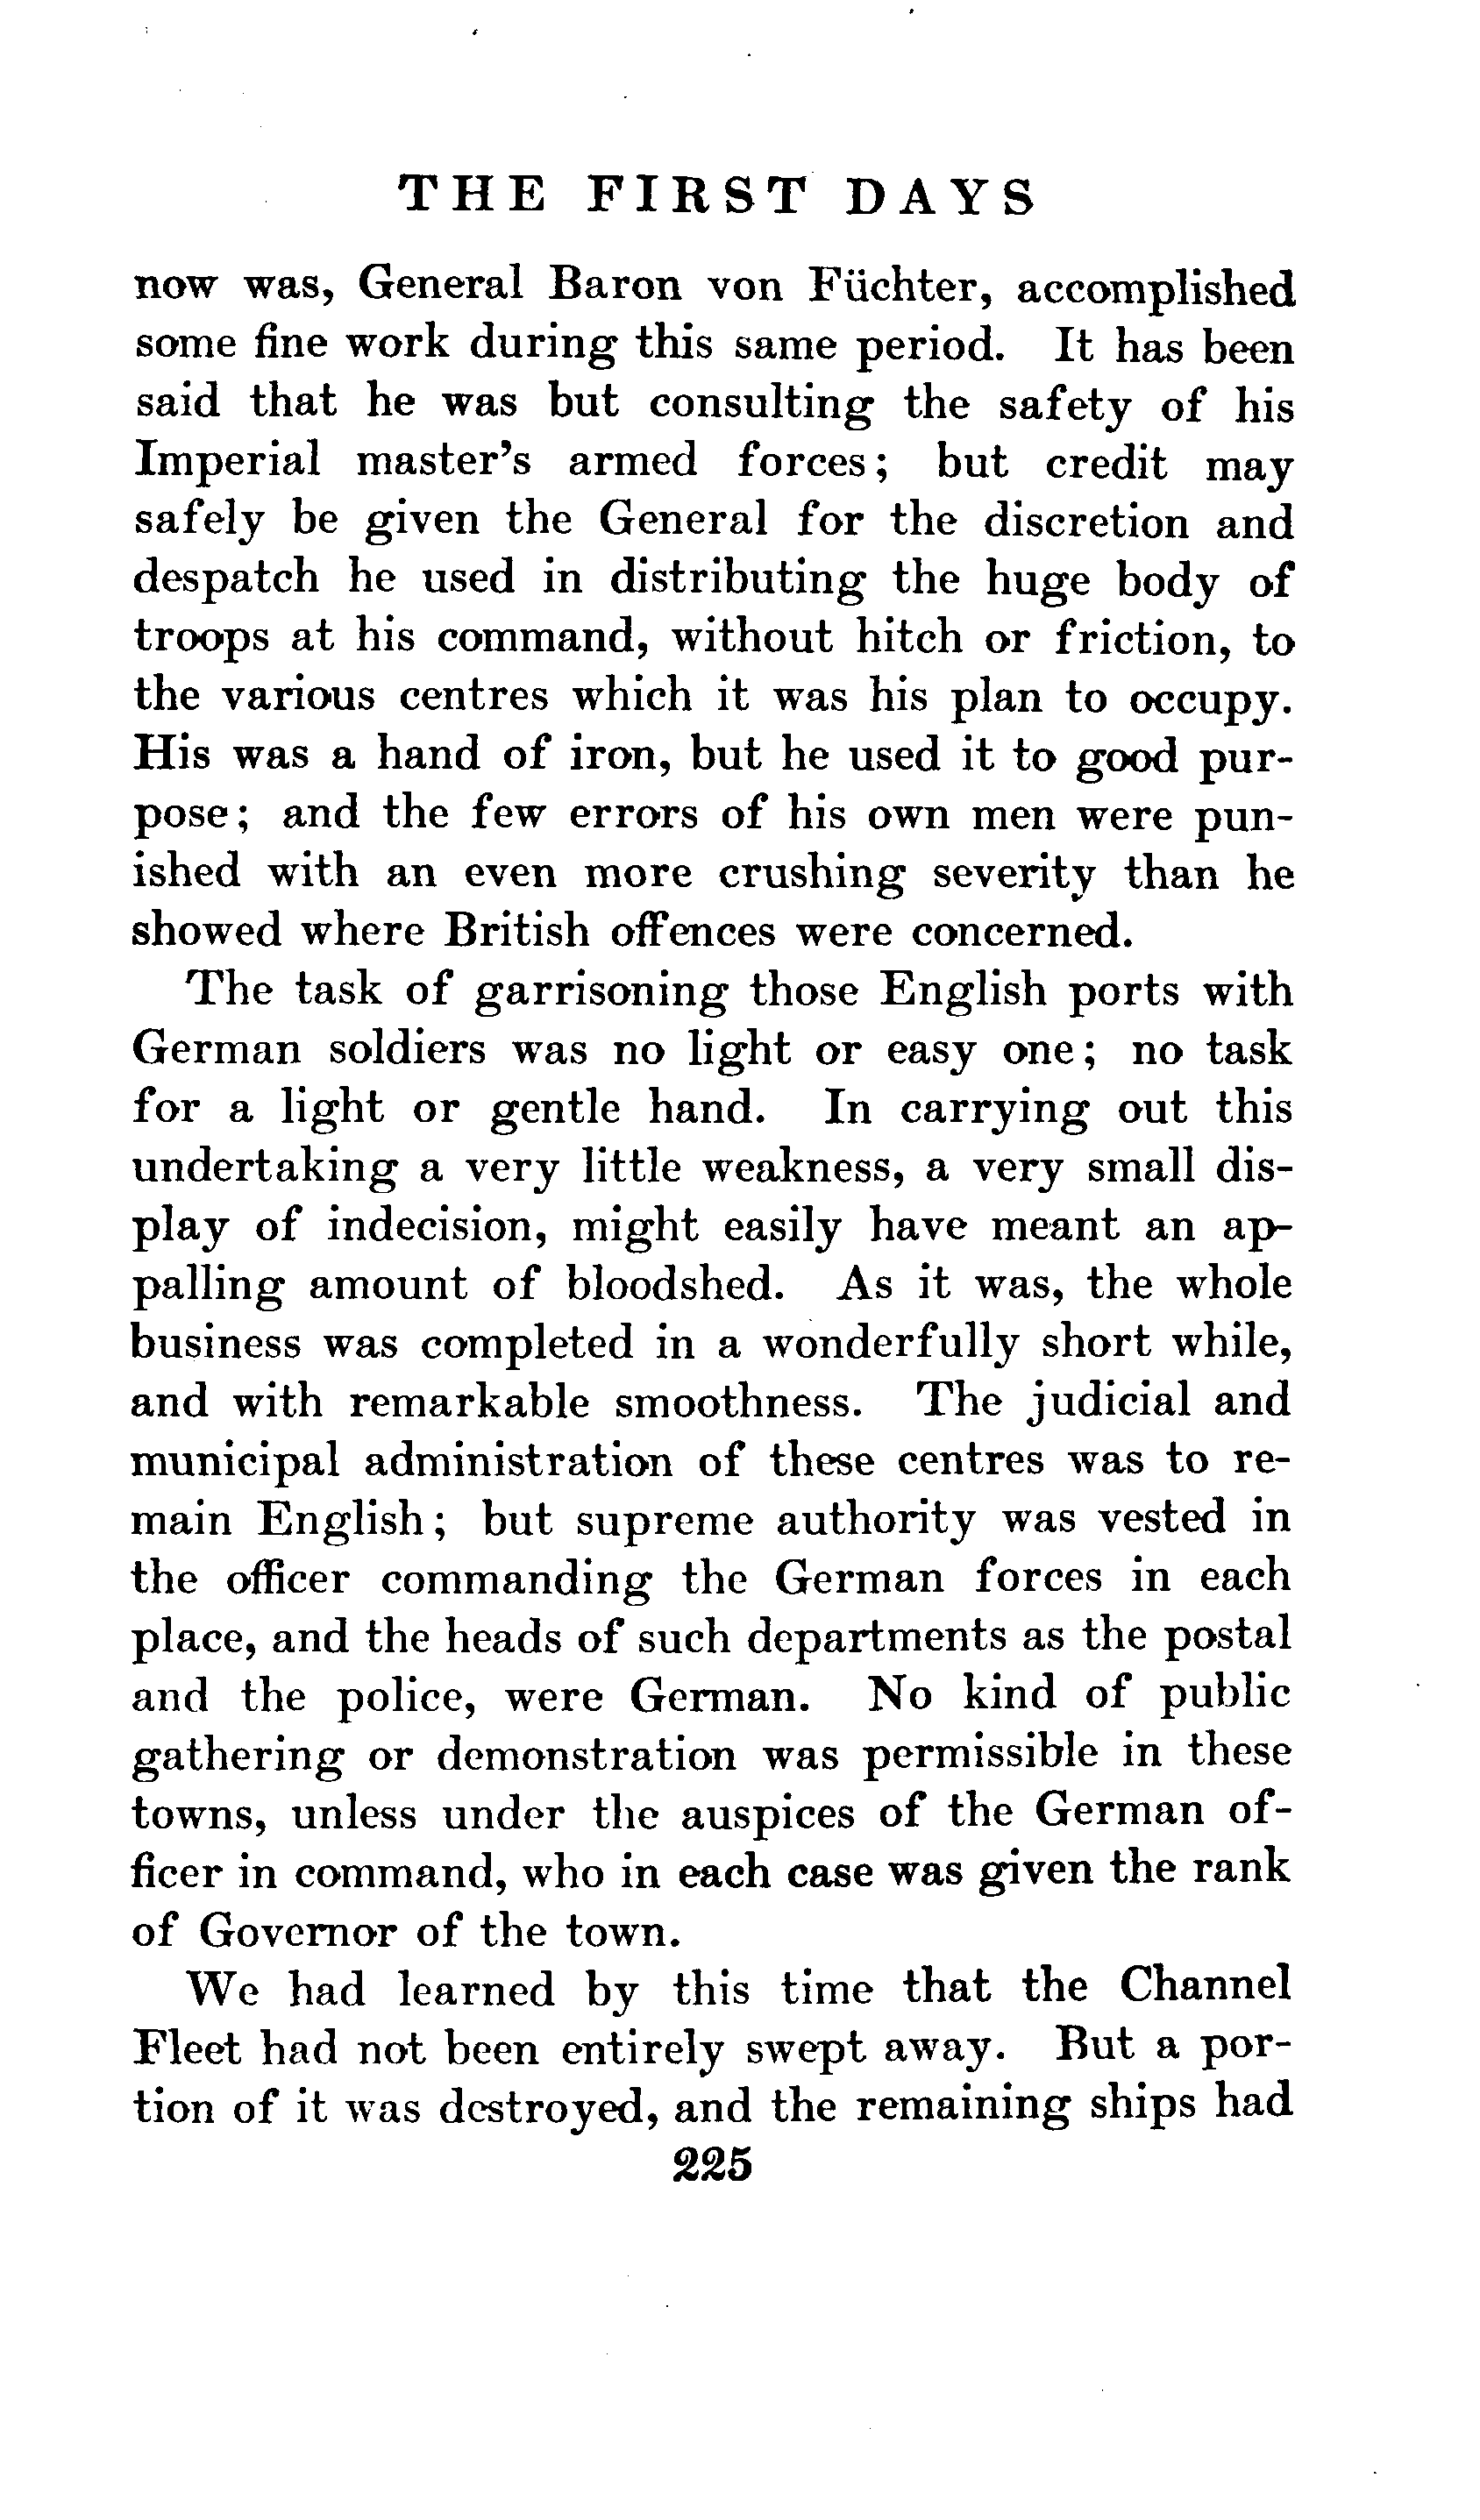 THE FIRST DAYS
now was, General Baron von Füchter, accomplished
some fine work during this same period. It has been
said that he was but consulting the safety of his
Imperial master's armed forces; but credit may
safely be given the General for the discretion and
despatch he used in distributing the huge body of
troops at his command, without hitch or friction, to
the various centres which it was his plan to occupy.
His was a hand of iron, but he used it to good pur-
pose; and the few errors of his own men were pun-
ished with an even more crushing severity than he
showed where British offences were concerned.
The task of garrisoning those English ports with
German soldiers was no light or easy one; no task
for a light or gentle hand. In carrying out this
undertaking a very little weakness, a very small dis-
play of indecision, might easily have meant an ap-
palling amount of bloodshed. As it was, the whole
business was completed in a wonderfully short while,
and with remarkable smoothness. The judicial and
municipal administration of these centres was to re-
main English; but supreme authority was vested in
the officer commanding the German forces in each
place, and the heads of such departments as the postal
and the police, were German. No kind of public
gathering or demonstration was permissible in these
towns, unless under the auspices of the German of-
ficer in command, who in each case was given the rank
of Governor of the town.
We had learned by this time that the Channel
Fleet had not been entirely swept away. But a por-
tion of it was destroyed, and the remaining ships had
225